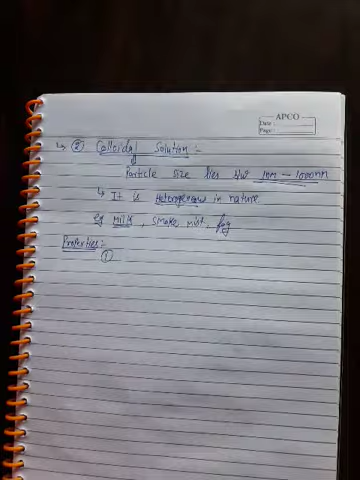 APCO
Date
Page
↳ ② Colloidal Solution :-
Particle size lies btw 1nm - 1000nm
↳ It is Heterogeneous in nature
eg Milk, smoke, mist, fog
Properties:-
①